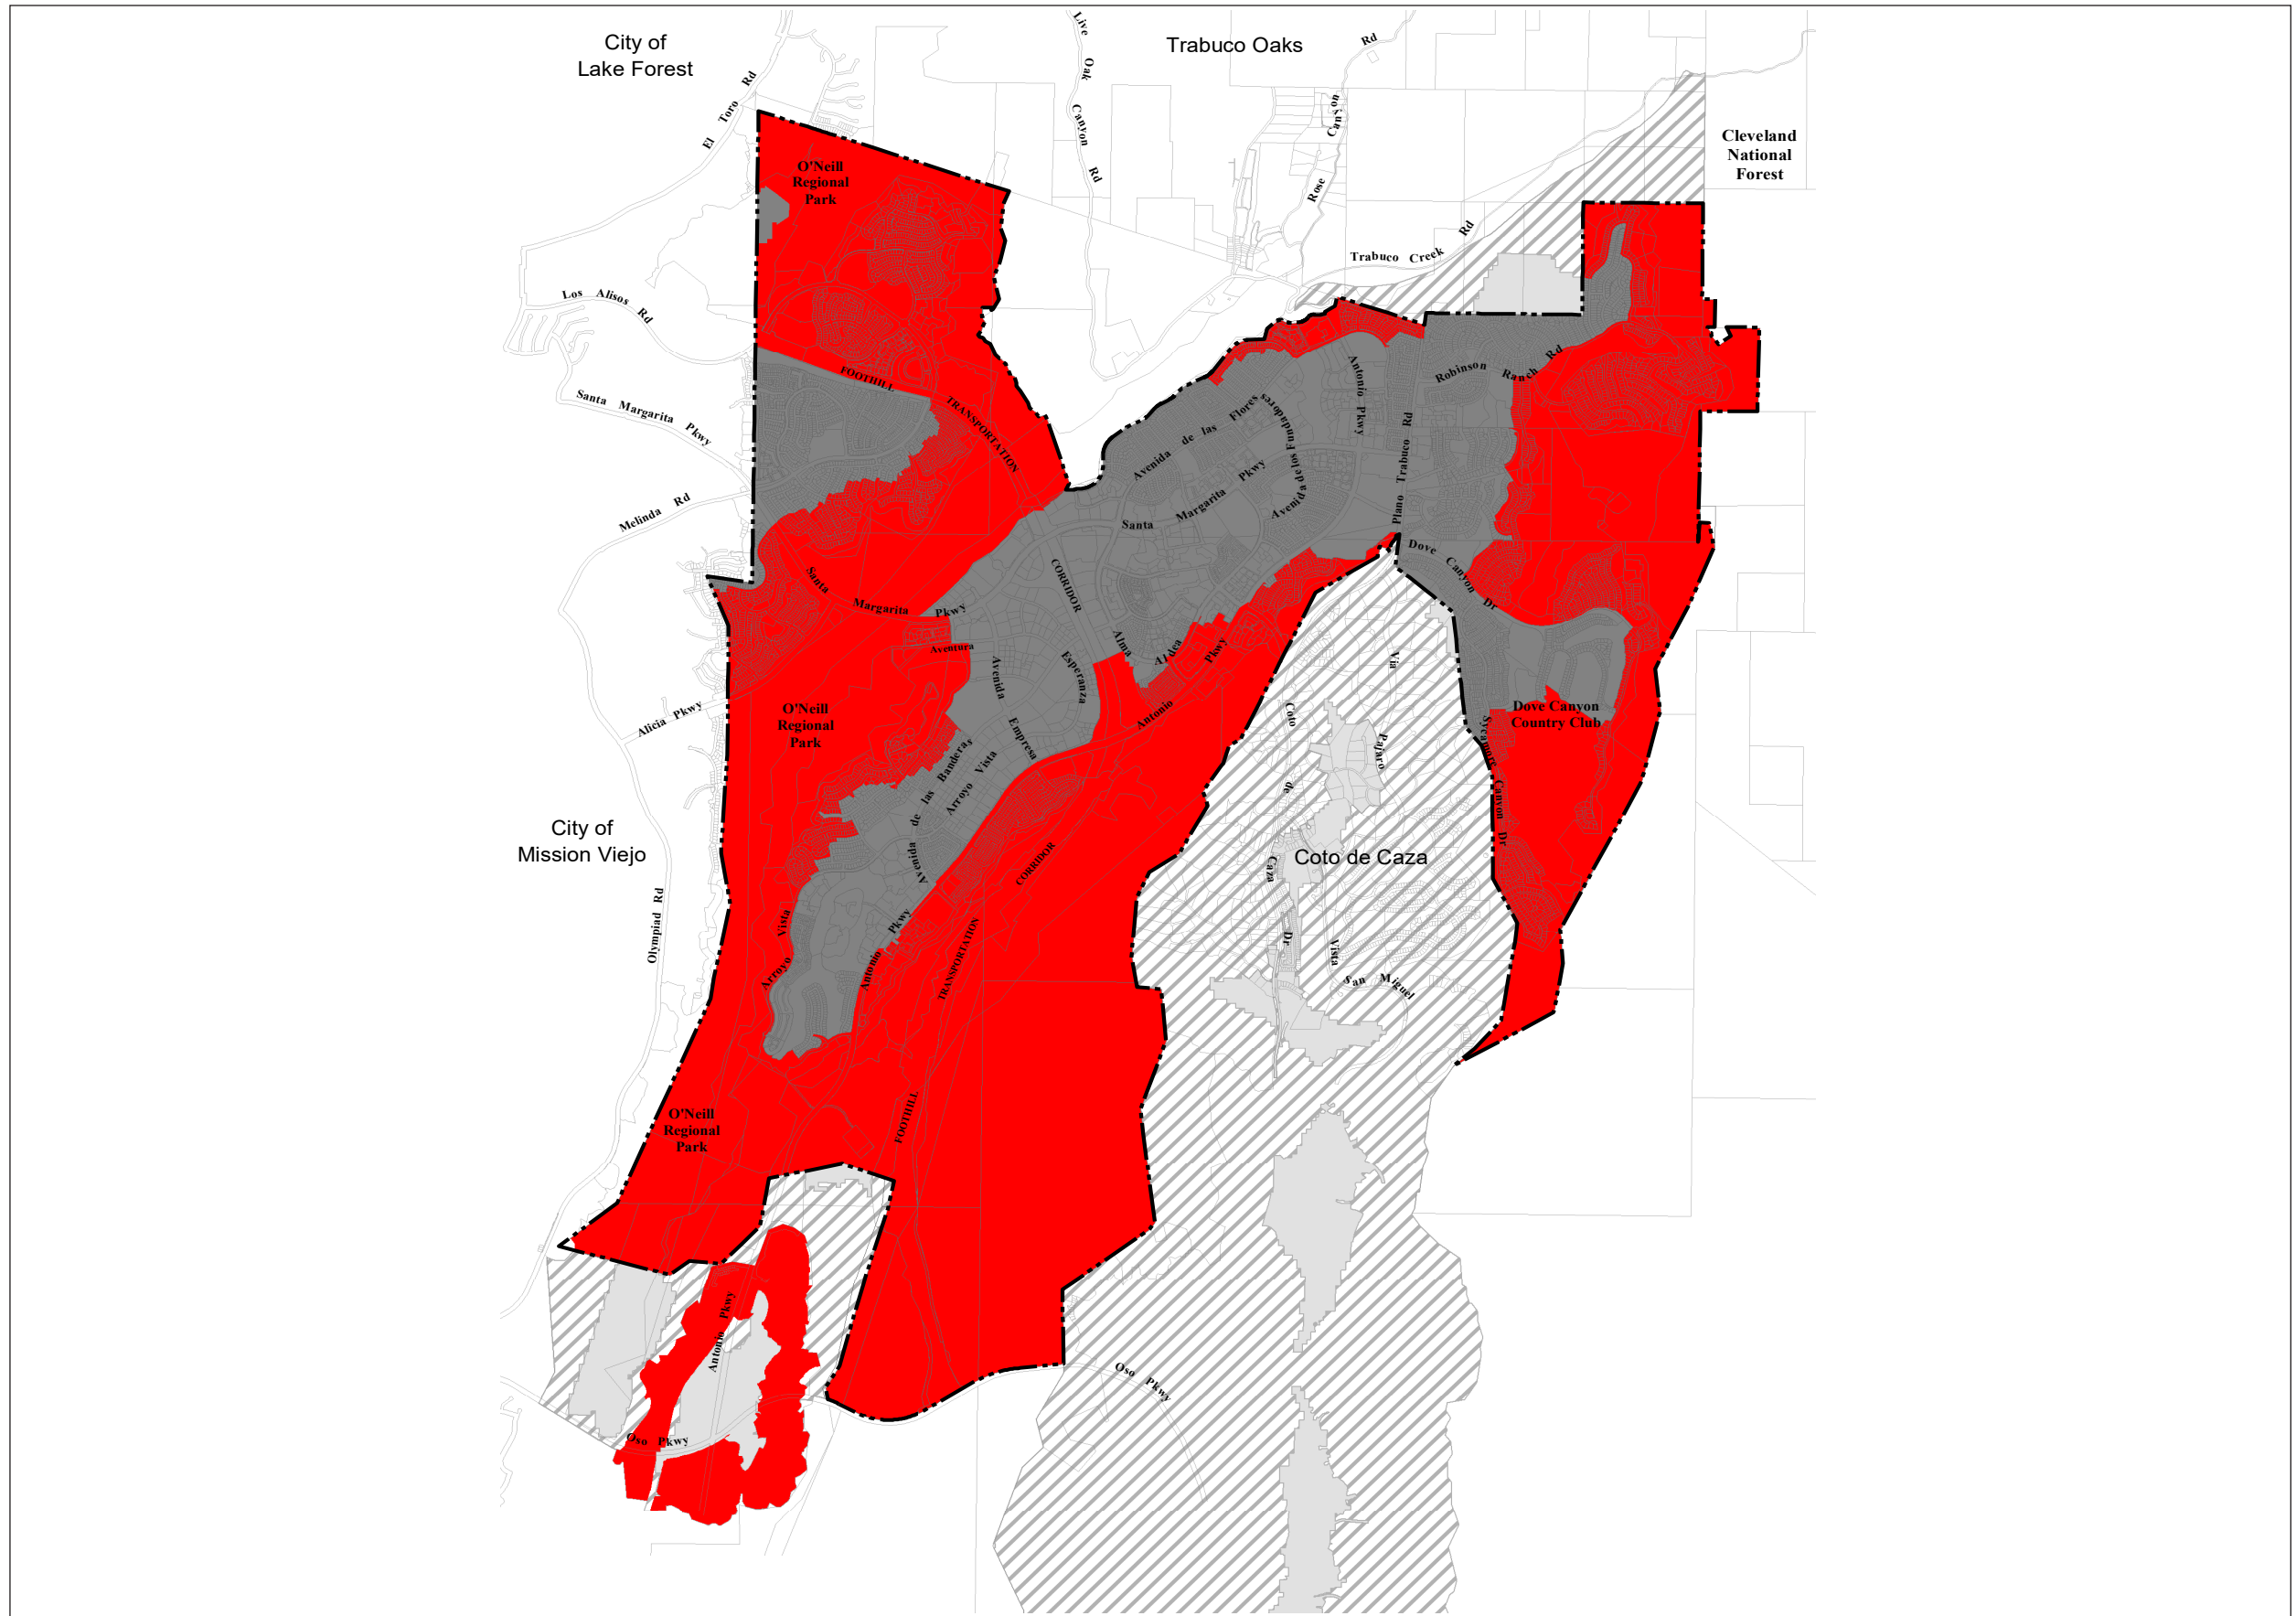 City of
Lake Forest
Trabuco Oaks
Live Oak Canyon Rd
Rose Canyon Rd
El Toro Rd
Cleveland
National
Forest
O'Neill
Regional
Park
Trabuco Creek Rd
Los Alisos Rd
FOOTHILL
TRANSPORTATION
CORRIDOR
Santa Margarita Pkwy
Robinson Ranch Rd
Antonio Pkwy
Avenida de las Flores
Avenida de los Fundadores
Plano Trabuco Rd
Santa Margarita Pkwy
Melinda Rd
Dove Canyon Dr
Santa Margarita Pkwy
Aventura
Alma Aldea
Avenida Empresa
Esperanza
Antonio Pkwy
Via Pajaro
O'Neill
Regional
Park
Alicia Pkwy
Dove Canyon
Country Club
Sycamore Canyon Dr
Avenida de las Banderas
Arroyo Vista
Coto de Caza Dr
City of
Mission Viejo
Coto de Caza
CORRIDOR
TRANSPORTATION
FOOTHILL
Olympiad Rd
Arroyo Vista
Antonio Pkwy
Vista San Miguel
O'Neill
Regional
Park
Antonio Pkwy
Oso Pkwy
Oso Pkwy